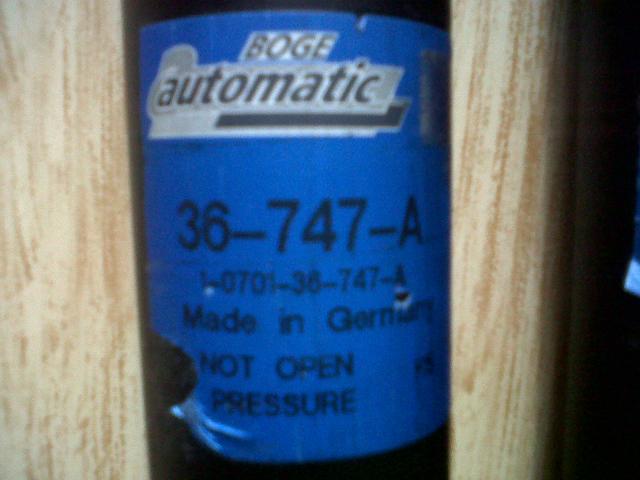 BOGE
automatic
36-747-A
1-0701-36-747-A
Made in Germany
NOT OPEN
PRESSURE